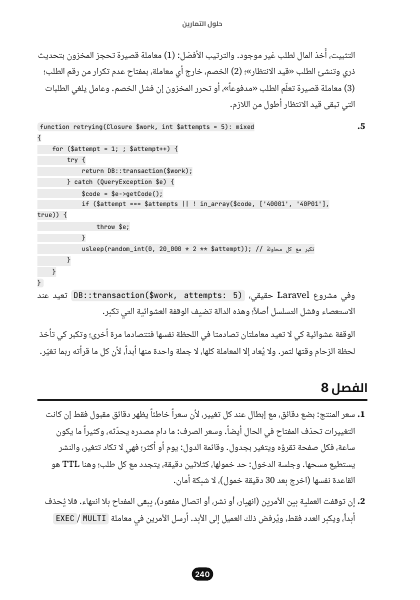 حلول التمارين
التثبيت، أُخذ المال لطلب غير موجود. والترتيب الأفضل: (1) معاملة قصيرة تحجز المخزون بتحديث
ذري وتنشئ الطلب «قيد الانتظار»؛ (2) الخصم، خارج أي معاملة، بمفتاح عدم تكرار من رقم الطلب؛
(3) معاملة قصيرة تعلّم الطلب «مدفوعاً»، أو تحرر المخزون إن فشل الخصم. وعامل يلغي الطلبات
التي تبقى قيد الانتظار أطول من اللازم.
5. function retrying(Closure $work, int $attempts = 5): mixed
{
for ($attempt = 1; ; $attempt++) {
try {
return DB::transaction($work);
} catch (QueryException $e) {
$code = $e->getCode();
if ($attempt === $attempts || ! in_array($code, ['40001', '40P01'],
true)) {
throw $e;
}
usleep(random_int(0, 20_000 * 2 ** $attempt)); // تكبر مع كل محاولة
}
}
}
وفي مشروع Laravel حقيقي، DB::transaction($work, attempts: 5) تعيد عند
الاستعصاء وفشل التسلسل أصلاً؛ وهذه الدالة تضيف الوقفة العشوائية التي تكبر.
الوقفة عشوائية كي لا تعيد معاملتان تصادمتا في اللحظة نفسها فتتصادما مرة أخرى؛ وتكبر كي تأخذ
لحظة الزحام وقتها لتمر. ولا يُعاد إلا المعاملة كلها، لا جملة واحدة منها أبداً، لأن كل ما قرأته ربما تغيّر.
الفصل 8
1. سعر المنتج: بضع دقائق، مع إبطال عند كل تغيير، لأن سعراً خاطئاً يظهر دقائق مقبول فقط إن كانت
التغييرات تحذف المفتاح في الحال أيضاً. وسعر الصرف: ما دام مصدره يحدّثه، وكثيراً ما يكون
ساعة، فكل صفحة تقرؤه ويتغير بجدول. وقائمة الدول: يوم أو أكثر؛ فهي لا تكاد تتغير، والنشر
يستطيع مسحها. وجلسة الدخول: حد خمولها، كثلاثين دقيقة، يتجدد مع كل طلب؛ وهنا TTL هو
القاعدة نفسها (اخرج بعد 30 دقيقة خمول)، لا شبكة أمان.
2. إن توقفت العملية بين الأمرين (انهيار، أو نشر، أو اتصال مفقود)، يبقى المفتاح بلا انتهاء. فلا يُحذف
أبداً، ويكبر العدد فقط، ويُرفض ذلك العميل إلى الأبد. أرسل الأمرين في معاملة EXEC / MULTI
240